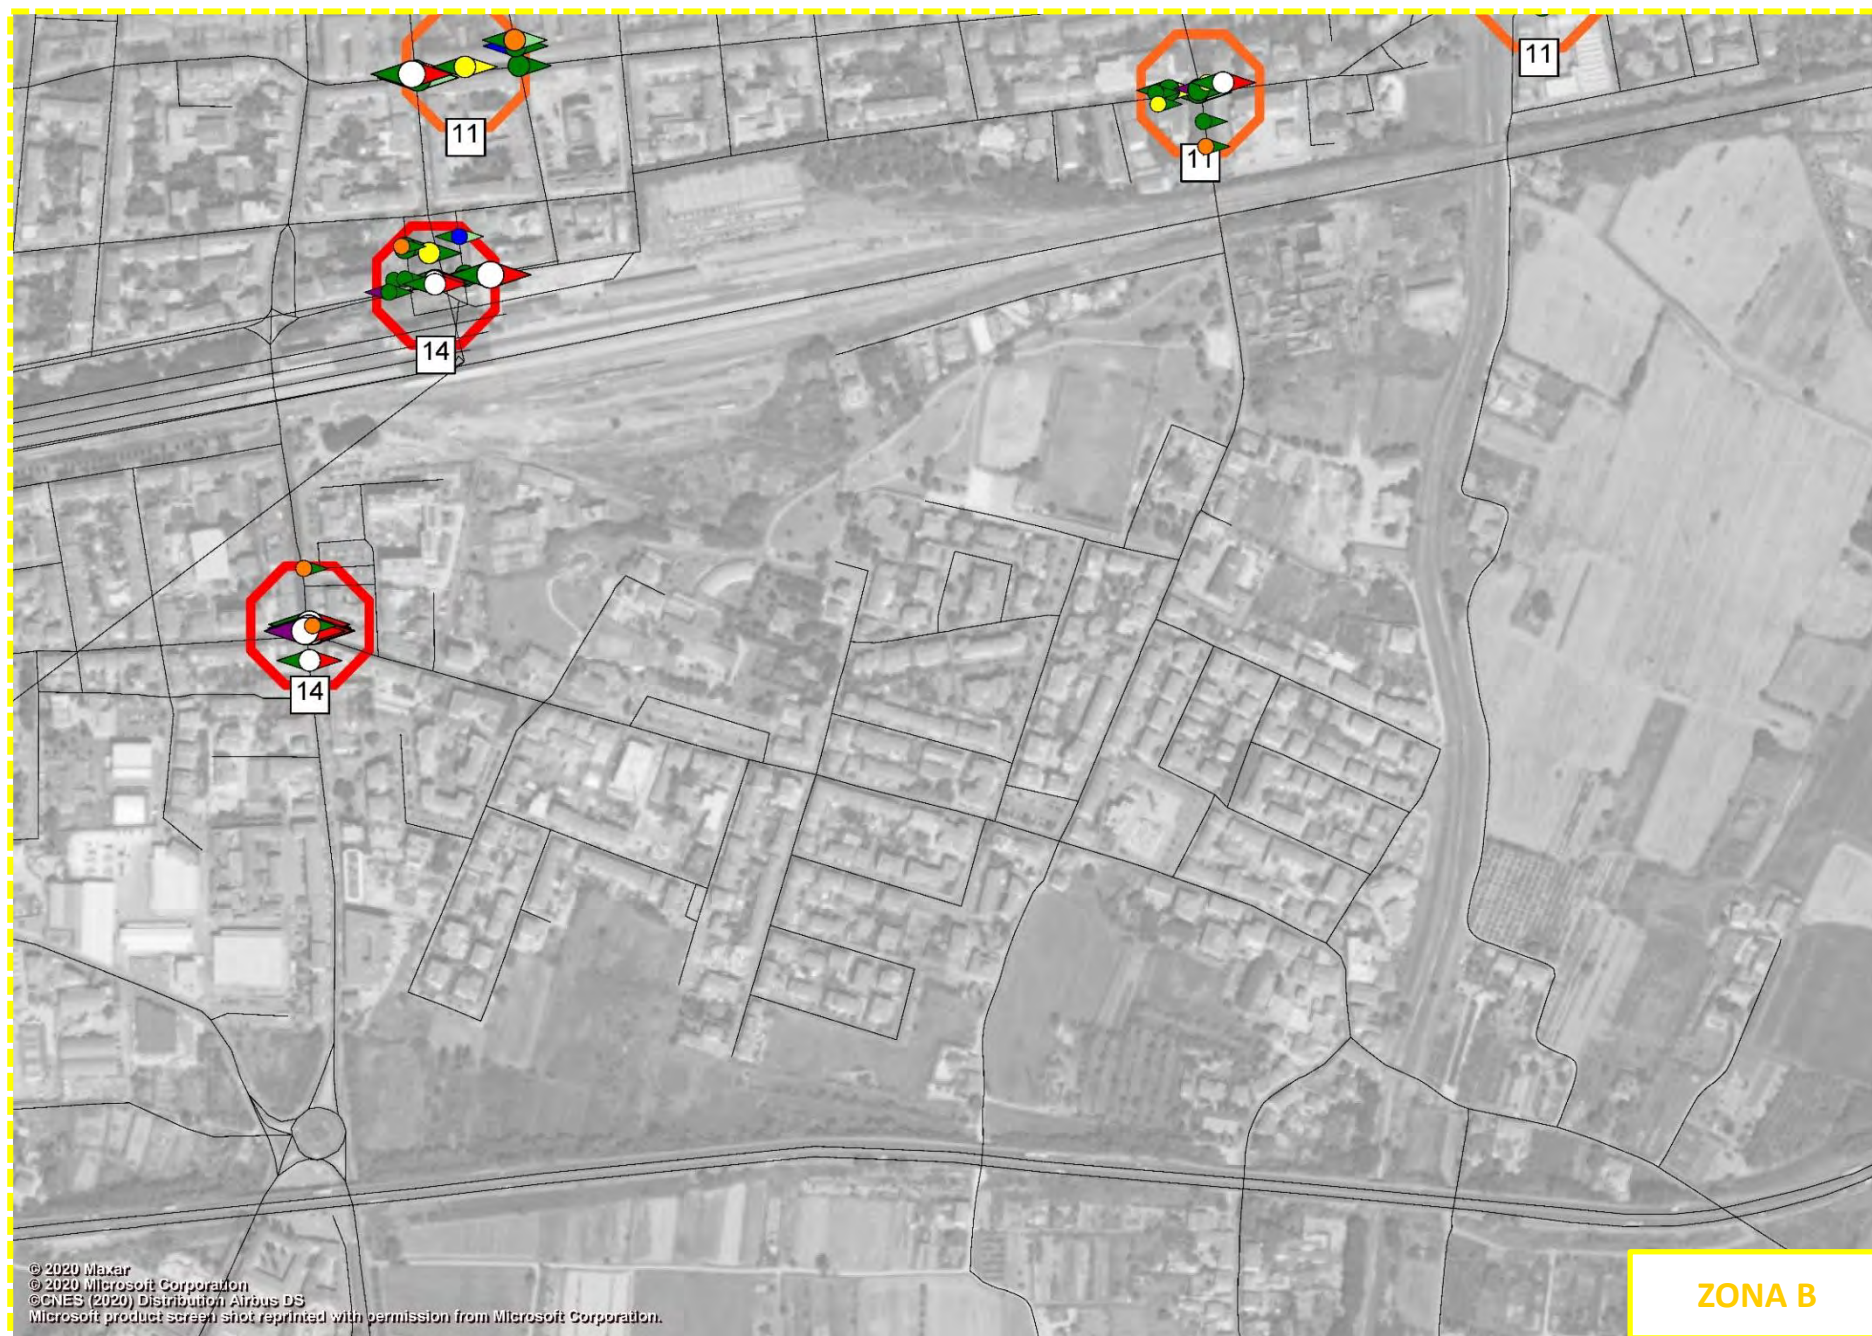 11
11
11
14
14
© 2020 Maxar
© 2020 Microsoft Corporation
©CNES (2020) Distribution Airbus DS
Microsoft product screen shot reprinted with permission from Microsoft Corporation.
ZONA B